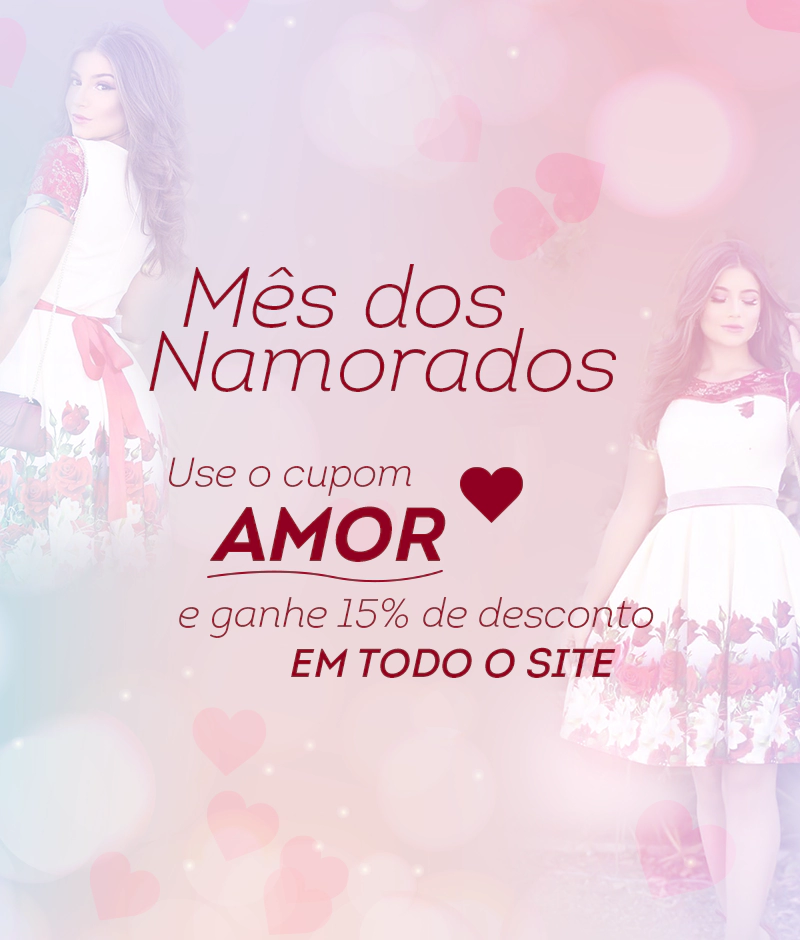 Mês dos
Namorados
Use o cupom
AMOR
e ganhe 15% de desconto
EM TODO O SITE